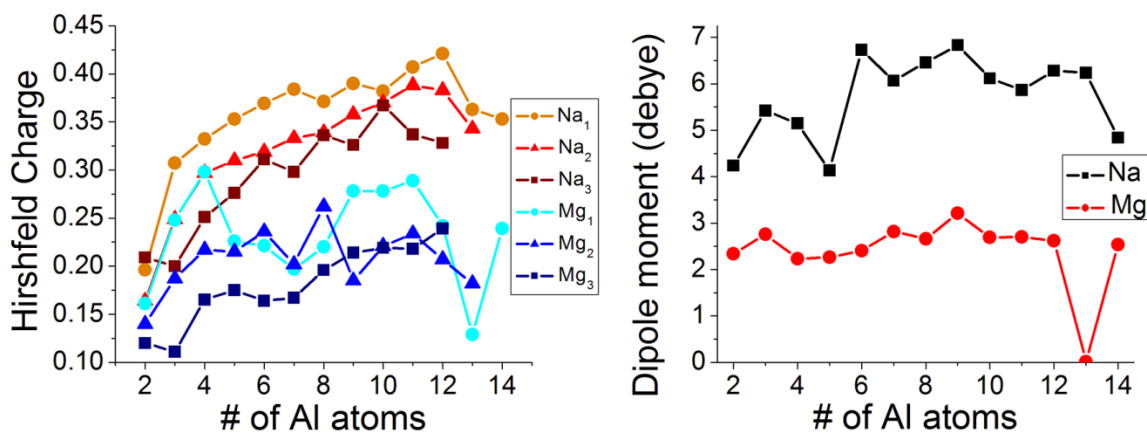 Hirshfeld Charge
0.45
0.40
0.35
0.30
0.25
0.20
0.15
0.10
2 4 6 8 10 12 14
# of Al atoms
Na₁
Na₂
Na₃
Mg₁
Mg₂
Mg₃
Dipole moment (debye)
7
6
5
4
3
2
1
0
2 4 6 8 10 12 14
# of Al atoms
Na
Mg